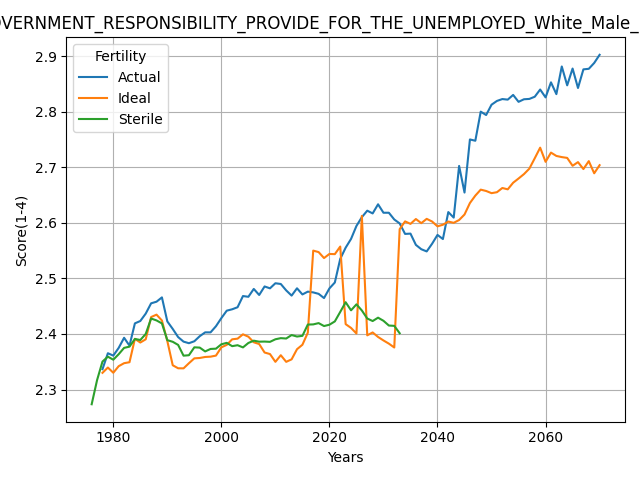 OVERNMENT_RESPONSIBILITY_PROVIDE_FOR_THE_UNEMPLOYED_White_Male_
Fertility
Actual
Ideal
Sterile
Score(1-4)
2.9
2.8
2.7
2.6
2.5
2.4
2.3
1980 2000 2020 2040 2060
Years